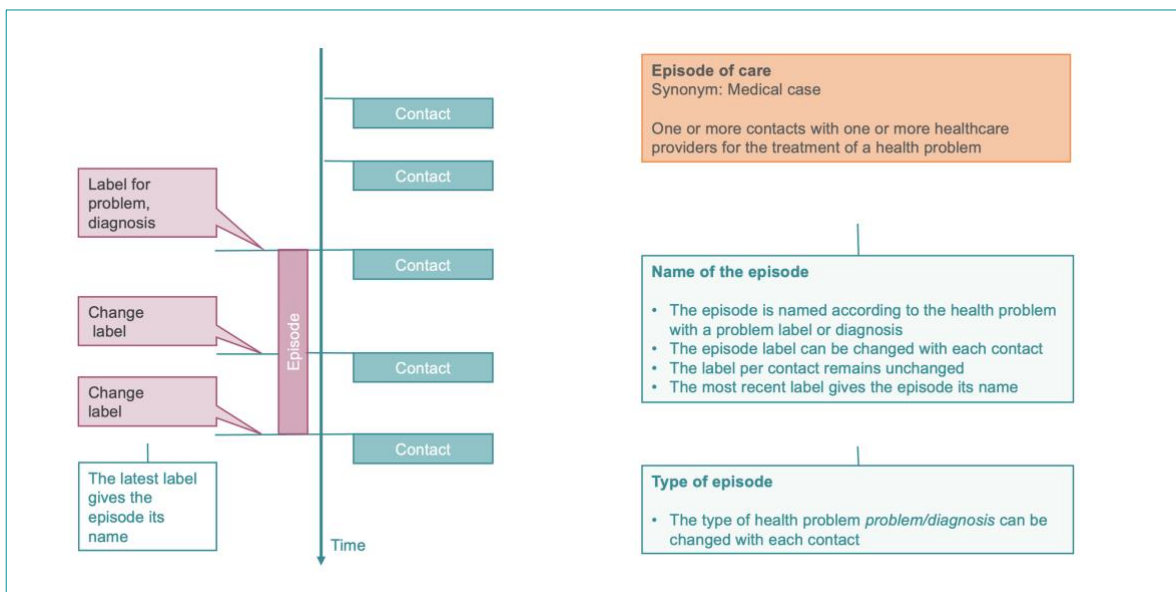 Contact
Contact
Label for
problem,
diagnosis
Contact
Episode
Change
label
Contact
Change
label
Contact
The latest label
gives the
episode its
name
Time
Episode of care
Synonym: Medical case
One or more contacts with one or more healthcare
providers for the treatment of a health problem
Name of the episode
• The episode is named according to the health problem
with a problem label or diagnosis
• The episode label can be changed with each contact
• The label per contact remains unchanged
• The most recent label gives the episode its name
Type of episode
• The type of health problem problem/diagnosis can be
changed with each contact